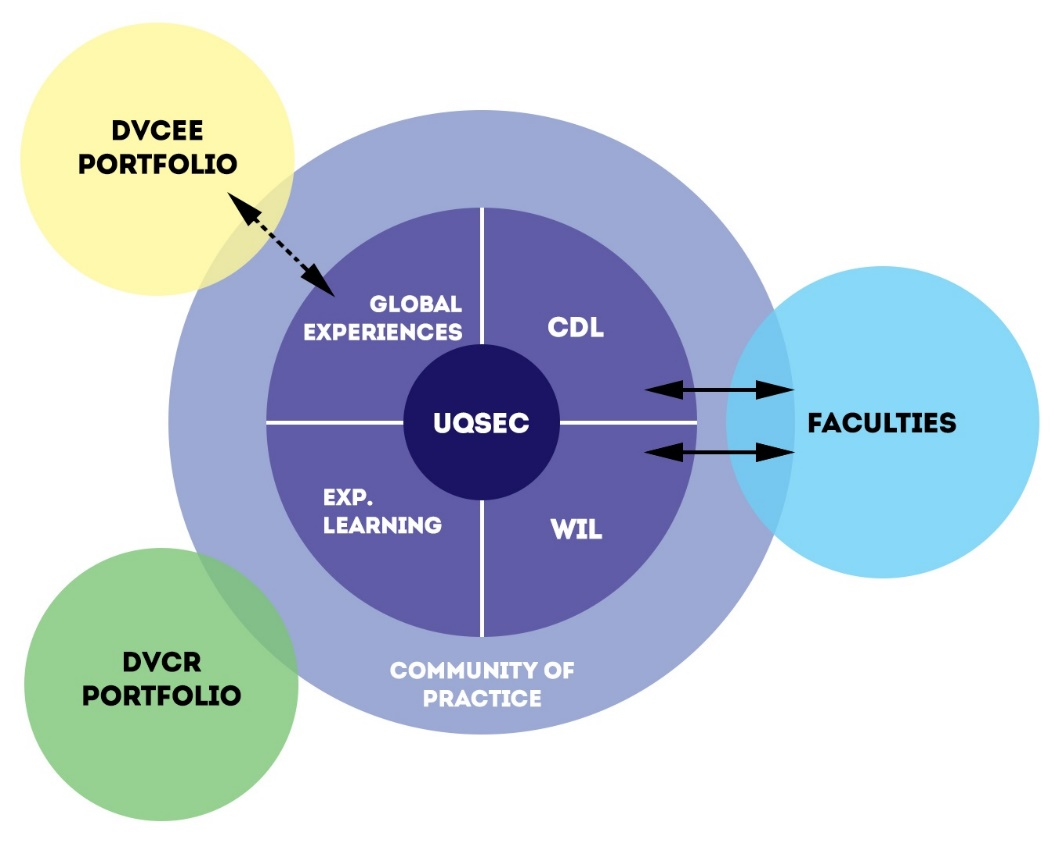 DVCEE
PORTFOLIO
GLOBAL
EXPERIENCES
CDL
UQSEC
FACULTIES
EXP.
LEARNING
WIL
DVCR
PORTFOLIO
COMMUNITY OF
PRACTICE